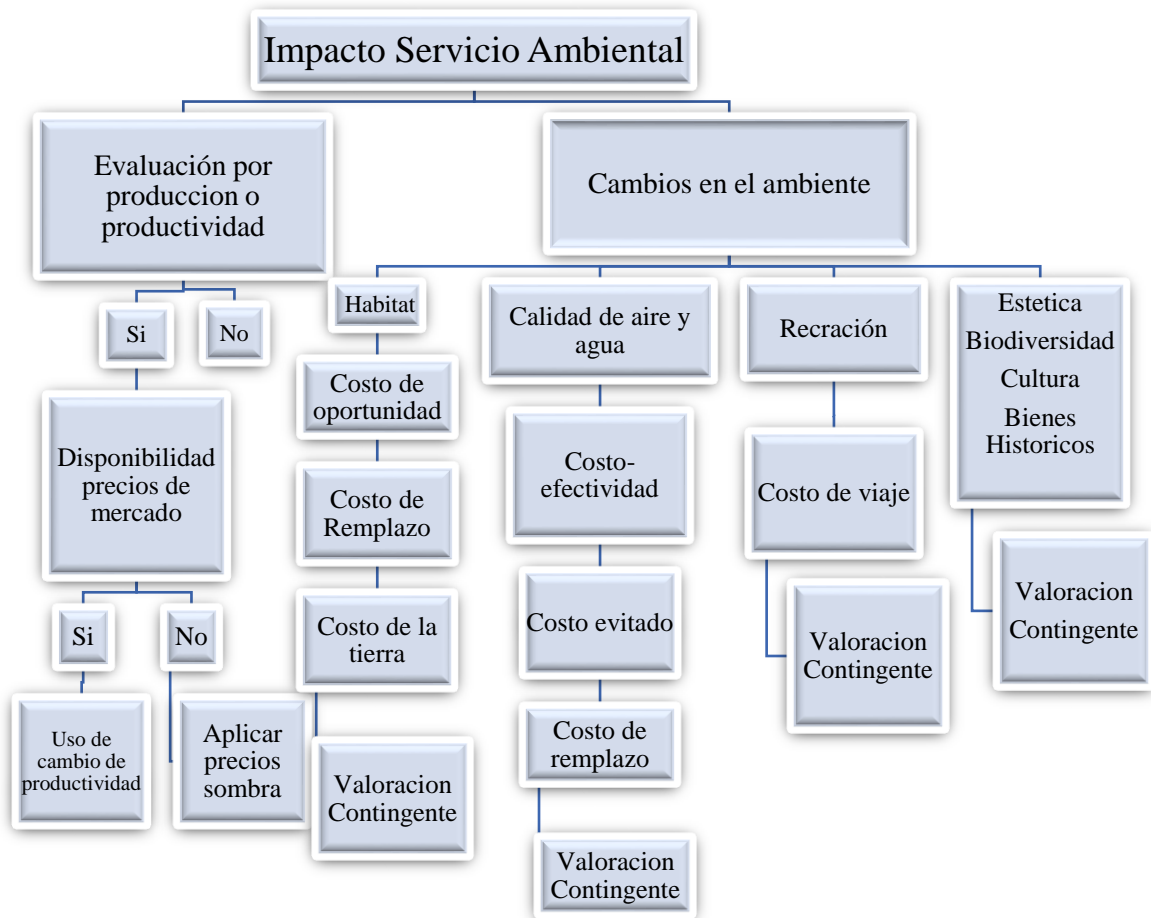 Impacto Servicio Ambiental
Evaluación por
produccion o
productividad
Cambios en el ambiente
Si
No
Disponibilidad
precios de
mercado
Si
No
Uso de
cambio de
productividad
Aplicar
precios
sombra
Habitat
Costo de
oportunidad
Costo de
Remplazo
Costo de la
tierra
Valoracion
Contingente
Calidad de aire y
agua
Costo-
efectividad
Costo evitado
Costo de
remplazo
Valoracion
Contingente
Recración
Costo de viaje
Valoracion
Contingente
Estetica
Biodiversidad
Cultura
Bienes
Historicos
Valoracion
Contingente